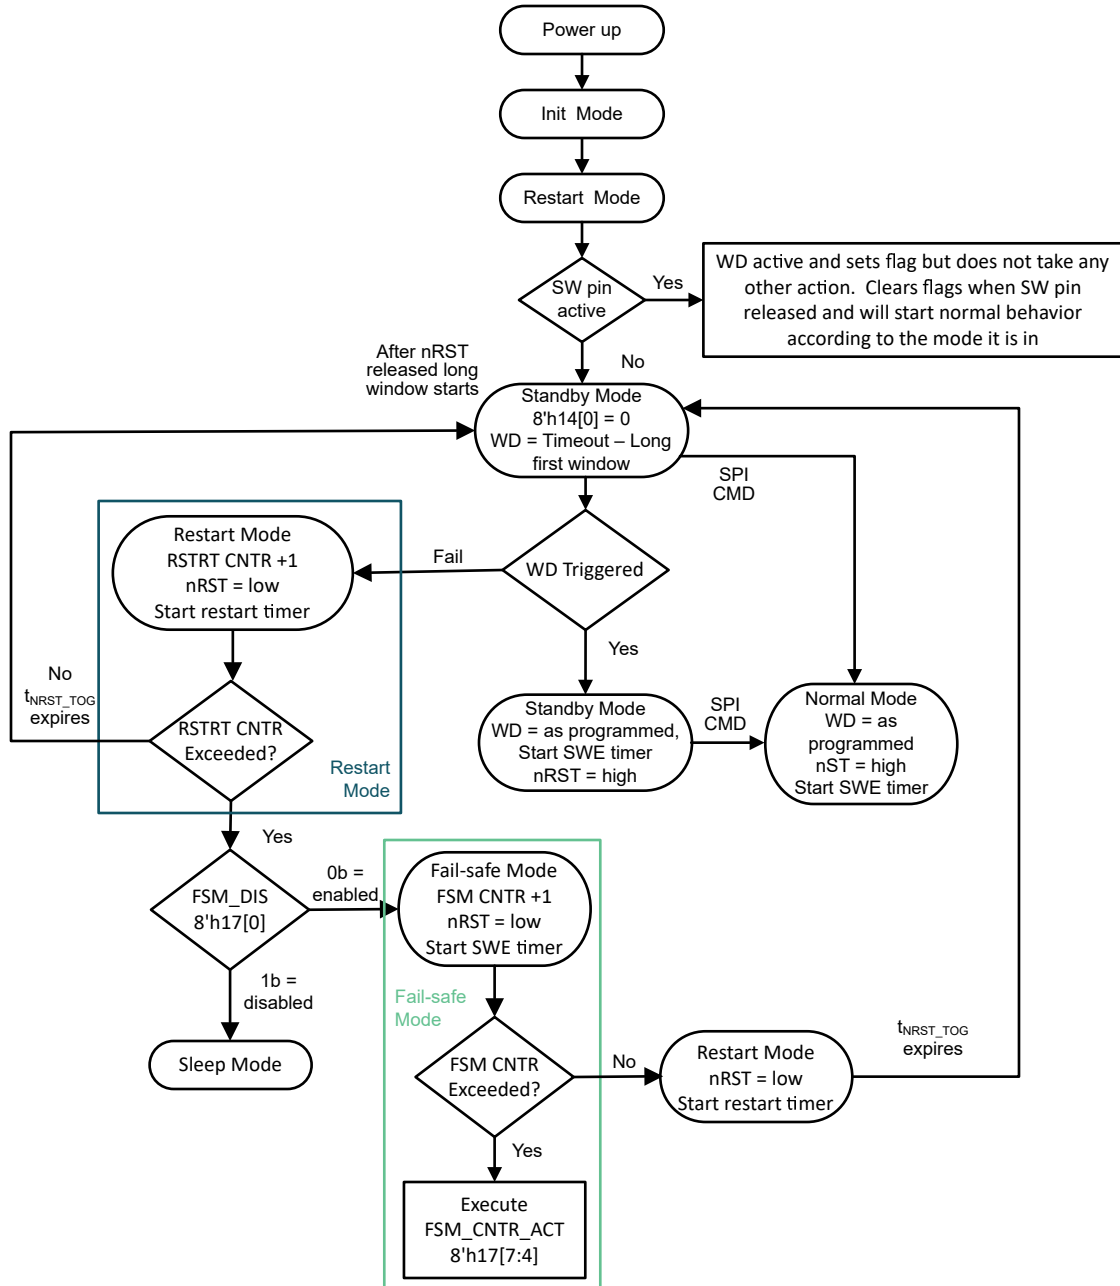 Power up
Init Mode
Restart Mode
SW pin
active
Yes
WD active and sets flag but does not take any
other action. Clears flags when SW pin
released and will start normal behavior
according to the mode it is in
No
After nRST
released long
window starts
Standby Mode
8'h14[0] = 0
WD = Timeout – Long
first window
SPI
CMD
Restart Mode
RSTRT CNTR +1
nRST = low
Start restart timer
Fail
WD Triggered
Yes
No
tNRST_TOG
expires
RSTRT CNTR
Exceeded?
Restart
Mode
Standby Mode
WD = as programmed,
Start SWE timer
nRST = high
SPI
CMD
Normal Mode
WD = as
programmed
nST = high
Start SWE timer
Yes
FSM_DIS
8'h17[0]
0b =
enabled
Fail-safe Mode
FSM CNTR +1
nRST = low
Start SWE timer
1b =
disabled
Sleep Mode
Fail-safe
Mode
FSM CNTR
Exceeded?
No
Restart Mode
nRST = low
Start restart timer
tNRST_TOG
expires
Yes
Execute
FSM_CNTR_ACT
8'h17[7:4]